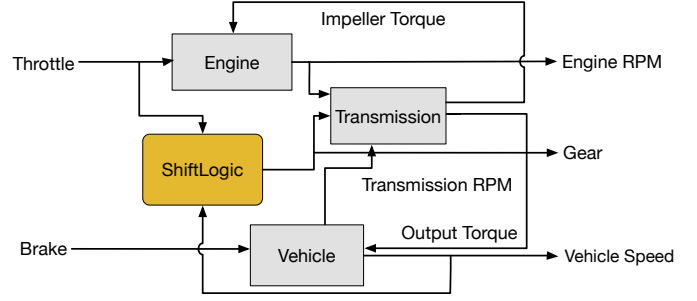 Impeller Torque
Throttle
Engine
Engine RPM
Transmission
ShiftLogic
Gear
Transmission RPM
Output Torque
Brake
Vehicle
Vehicle Speed